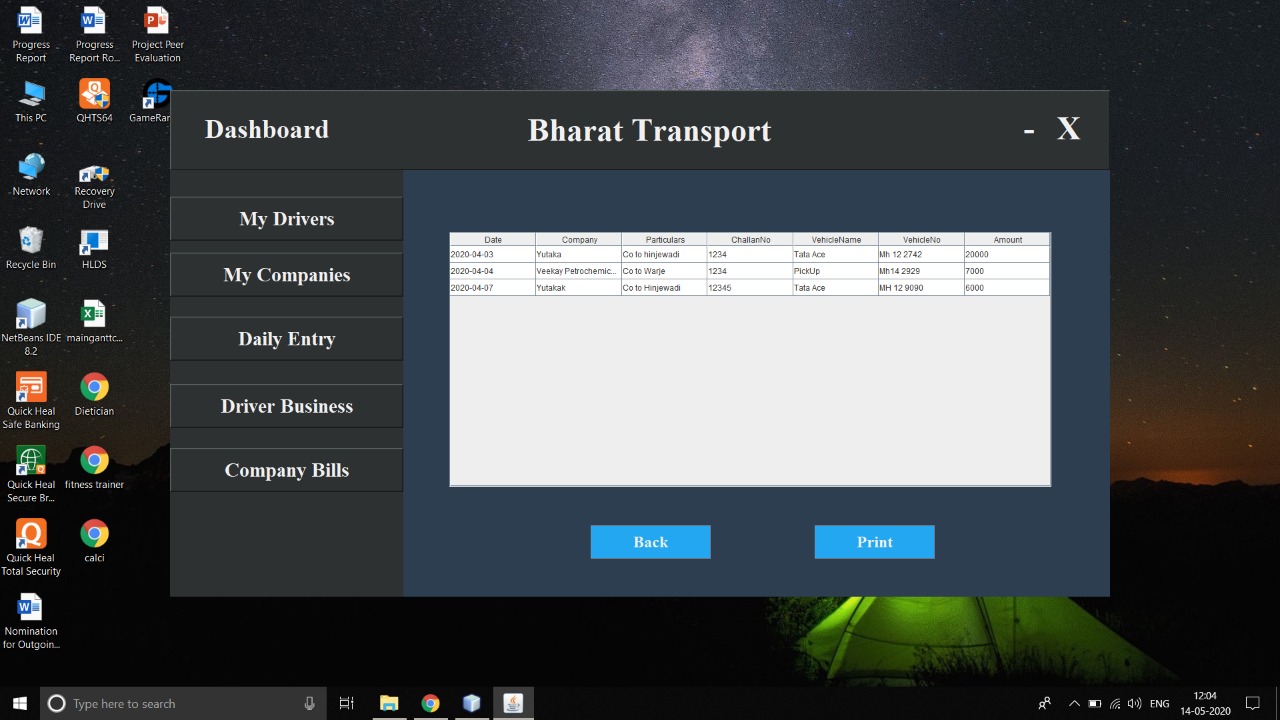 Progress Report
Progress Report Ro...
Project Peer Evaluation
This PC
QHTS64
GameRan
Network
Recovery Drive
Recycle Bin
HLDS
NetBeans IDE 8.2
mainganttc...
Quick Heal Safe Banking
Dietician
Quick Heal Secure Br...
fitness trainer
Quick Heal Total Security
calci
Nomination for Outgoin...
Dashboard
Bharat Transport
- X
My Drivers
My Companies
Daily Entry
Driver Business
Company Bills
Date Company Particulars ChallanNo VehicleName VehicleNo Amount
2020-04-03 Yutaka Co to hinjewadi 1234 Tata Ace Mh 12 2742 20000
2020-04-04 Veekay Petrochemic... Co to Warje 1234 PickUp Mh14 2929 7000
2020-04-07 Yutakak Co to Hinjewadi 12345 Tata Ace MH 12 9090 6000
Back Print
Type here to search
ENG
12:04
14-05-2020